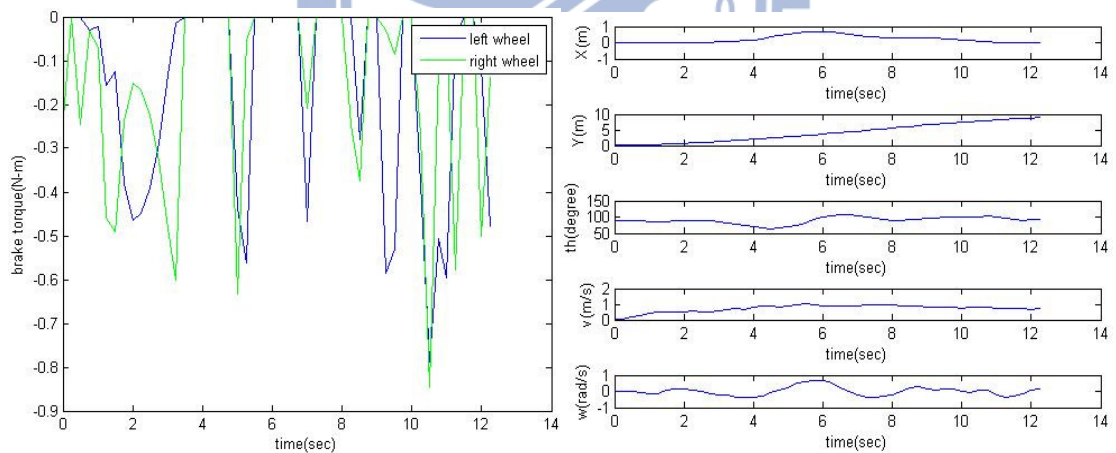 0
-0.1
-0.2
-0.3
-0.4
-0.5
-0.6
-0.7
-0.8
-0.9
brake torque(N-m)
left wheel
right wheel
0 2 4 6 8 10 12 14
time(sec)
1
0
-1
X(m)
0 2 4 6 8 10 12 14
time(sec)
10
5
0
Y(m)
0 2 4 6 8 10 12 14
time(sec)
150
100
50
th(degree)
0 2 4 6 8 10 12 14
time(sec)
2
1
0
v(m/s)
0 2 4 6 8 10 12 14
time(sec)
1
0
-1
w(rad/s)
0 2 4 6 8 10 12 14
time(sec)